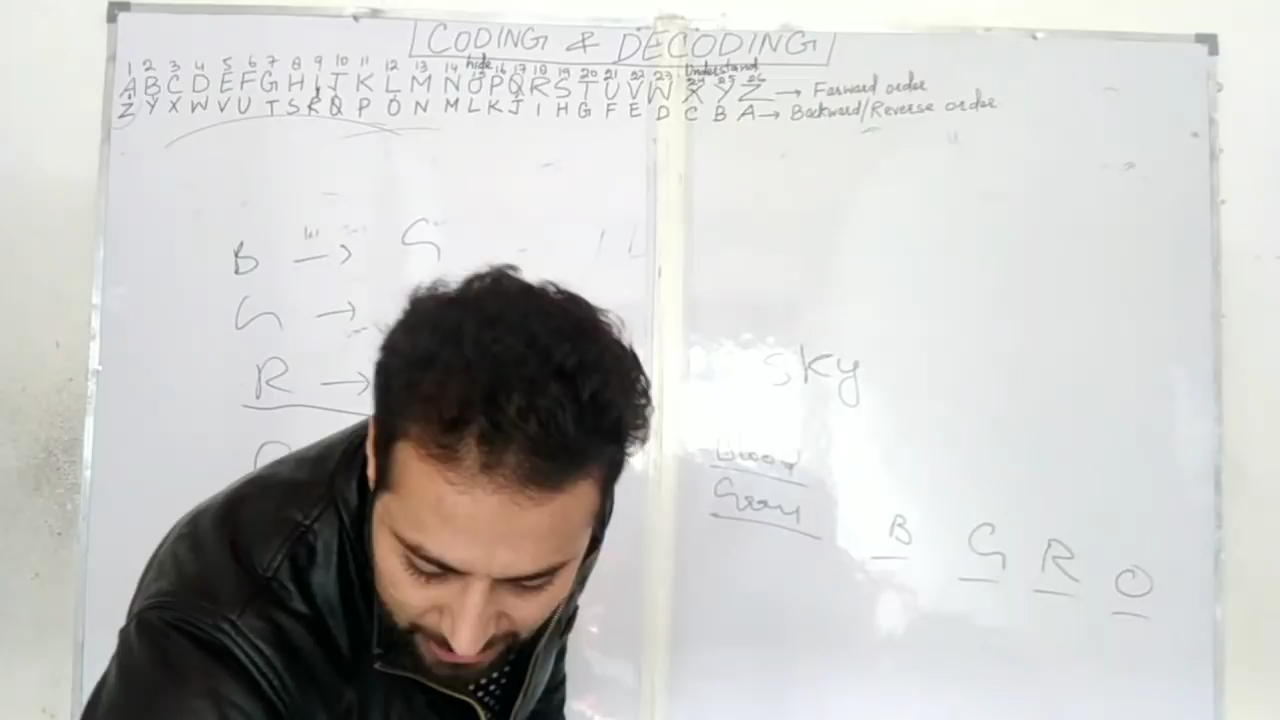 CODING & DECODING
hide Understand
1 2 3 4 5 6 7 8 9 10 11 12 13 14 15 16 17 18 19 20 21 22 23 24 25 26
A B C D E F G H I J K L M N O P Q R S T U V W X Y Z → Forward order
Z Y X W V U T S R Q P O N M L K J I H G F E D C B A → Backward/Reverse order
B → G
G →
R →
sky
B G R O